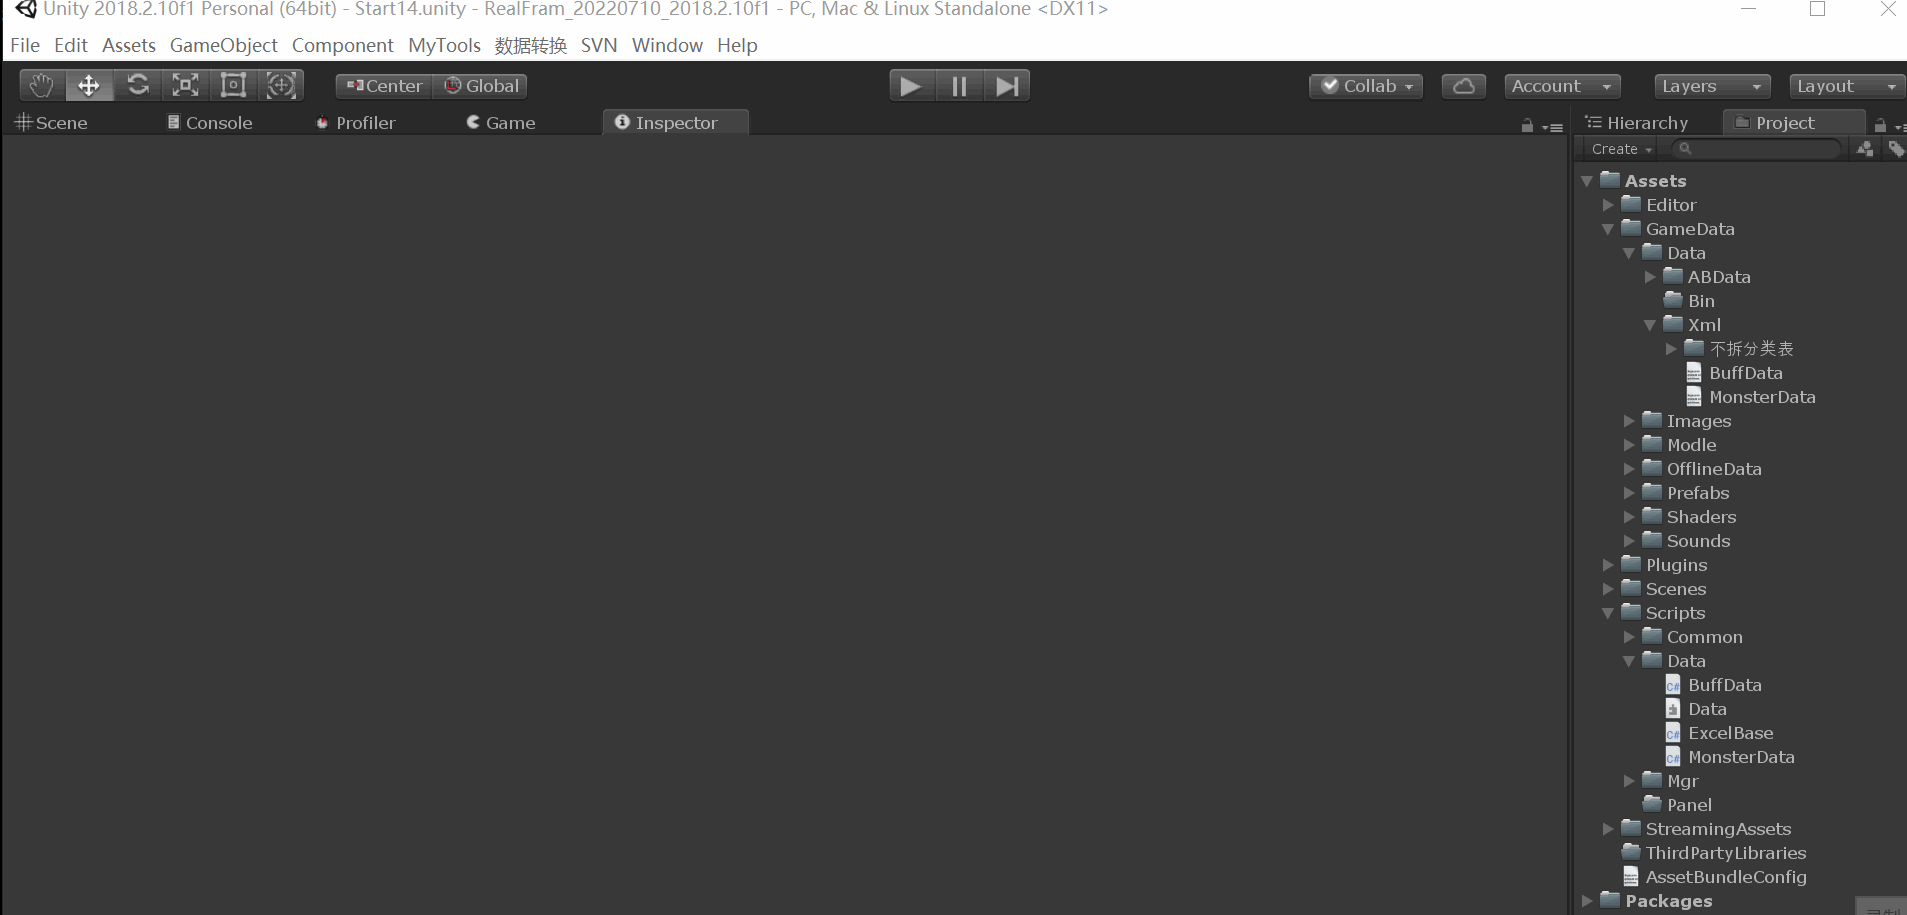 Unity 2018.2.10f1 Personal (64bit) - Start14.unity - RealFram_20220710_2018.2.10f1 - PC, Mac & Linux Standalone <DX11>
File Edit Assets GameObject Component MyTools 数据转换 SVN Window Help
Center Global Collab Account Layers Layout
Scene Console Profiler Game Inspector Hierarchy Project
Create
Assets
Editor
GameData
Data
ABData
Bin
Xml
不拆分类表
BuffData
MonsterData
Images
Modle
OfflineData
Prefabs
Shaders
Sounds
Plugins
Scenes
Scripts
Common
Data
BuffData
Data
ExcelBase
MonsterData
Mgr
Panel
StreamingAssets
ThirdPartyLibraries
AssetBundleConfig
Packages